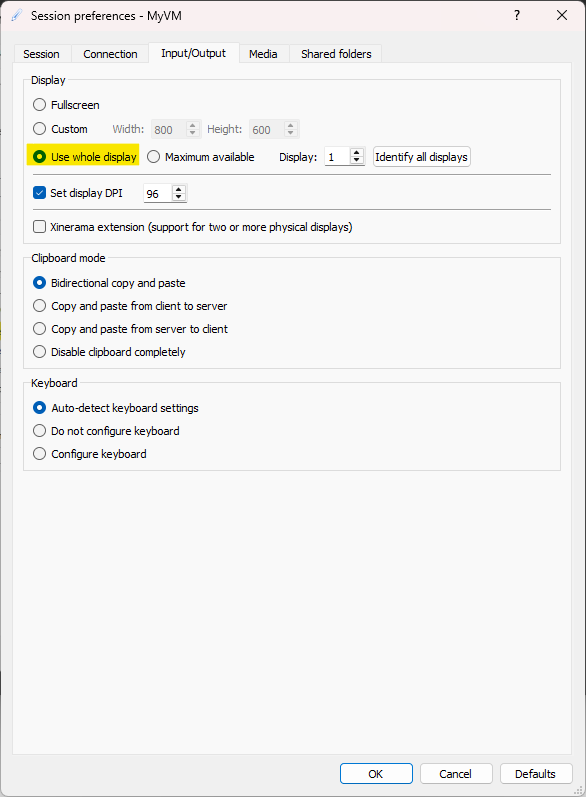 Session preferences - MyVM
Session Connection Input/Output Media Shared folders
Display
Fullscreen
Custom Width: 800 Height: 600
Use whole display Maximum available Display: 1 Identify all displays
Set display DPI 96
Xinerama extension (support for two or more physical displays)
Clipboard mode
Bidirectional copy and paste
Copy and paste from client to server
Copy and paste from server to client
Disable clipboard completely
Keyboard
Auto-detect keyboard settings
Do not configure keyboard
Configure keyboard
OK Cancel Defaults